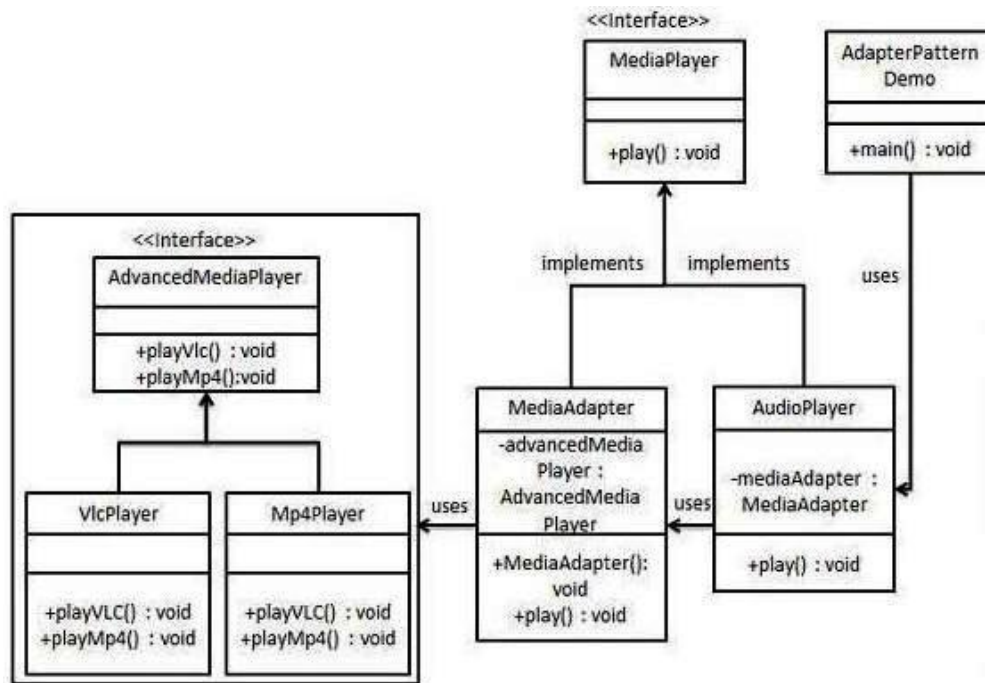 <<Interface>>
MediaPlayer
+play() : void
AdapterPattern
Demo
+main() : void
implements
implements
uses
<<Interface>>
AdvancedMediaPlayer
+playVlc() : void
+playMp4():void
VlcPlayer
+playVLC() : void
+playMp4() : void
Mp4Player
+playVLC() : void
+playMp4() : void
uses
MediaAdapter
-advancedMedia
Player :
AdvancedMedia
Player
+MediaAdapter():
void
+play() : void
uses
AudioPlayer
-mediaAdapter :
MediaAdapter
+play() : void